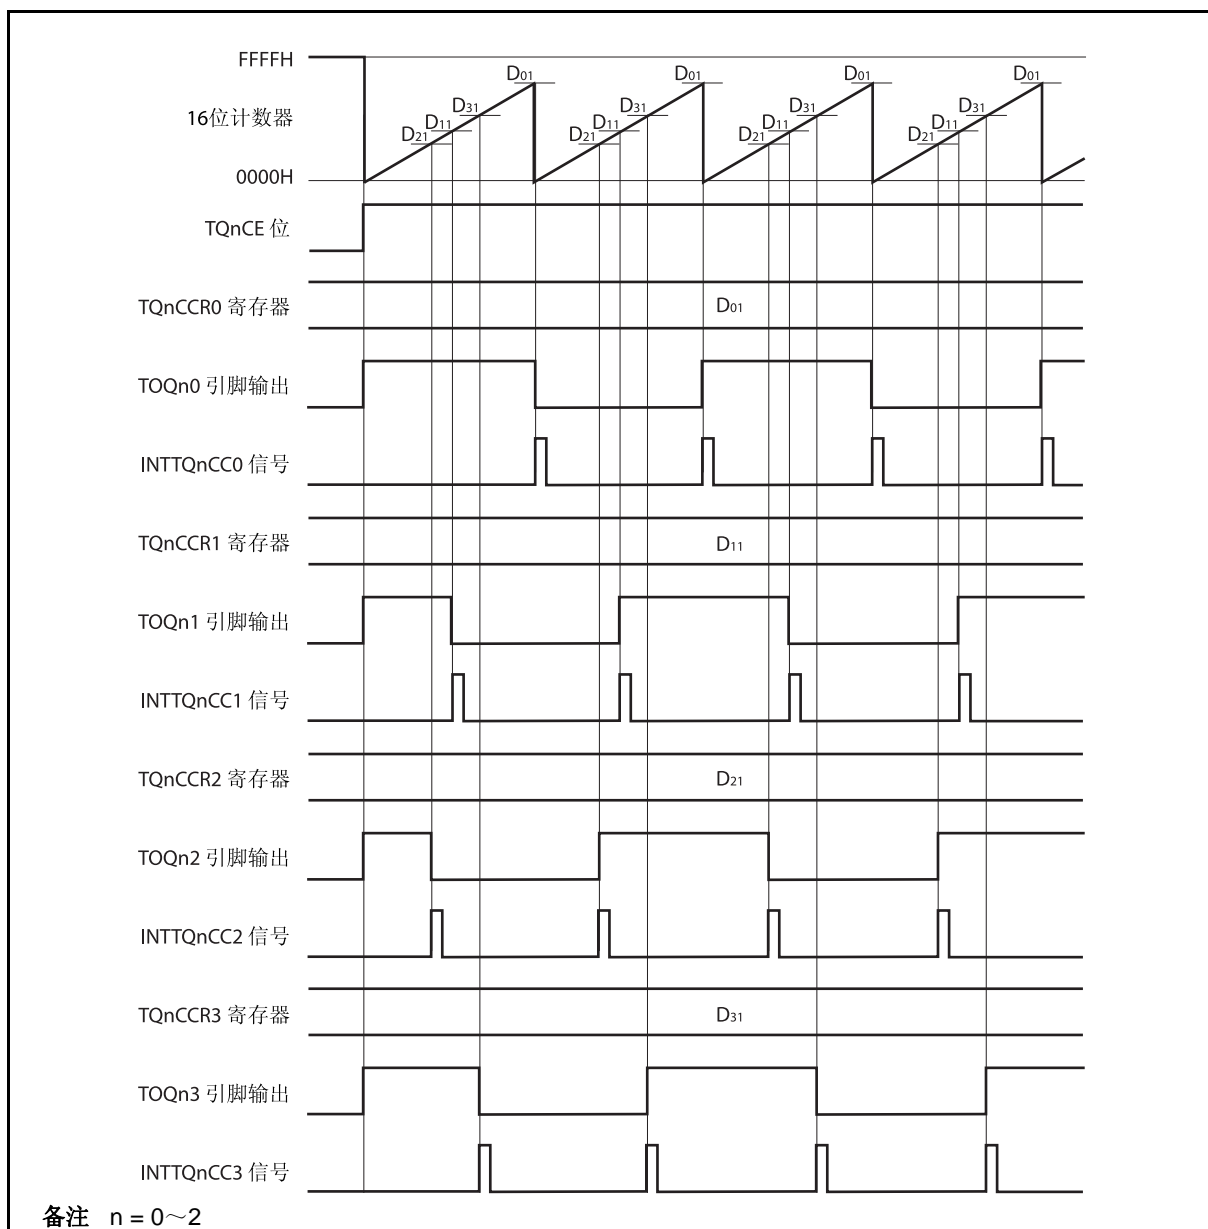 FFFFH
D01 D01 D01 D01
16位计数器
D31 D31 D31 D31
D11 D11 D11 D11
D21 D21 D21 D21
0000H
TQnCE 位
TQnCCR0 寄存器 D01
TOQn0 引脚输出
INTTQnCC0 信号
TQnCCR1 寄存器 D11
TOQn1 引脚输出
INTTQnCC1 信号
TQnCCR2 寄存器 D21
TOQn2 引脚输出
INTTQnCC2 信号
TQnCCR3 寄存器 D31
TOQn3 引脚输出
INTTQnCC3 信号
备注 n = 0～2